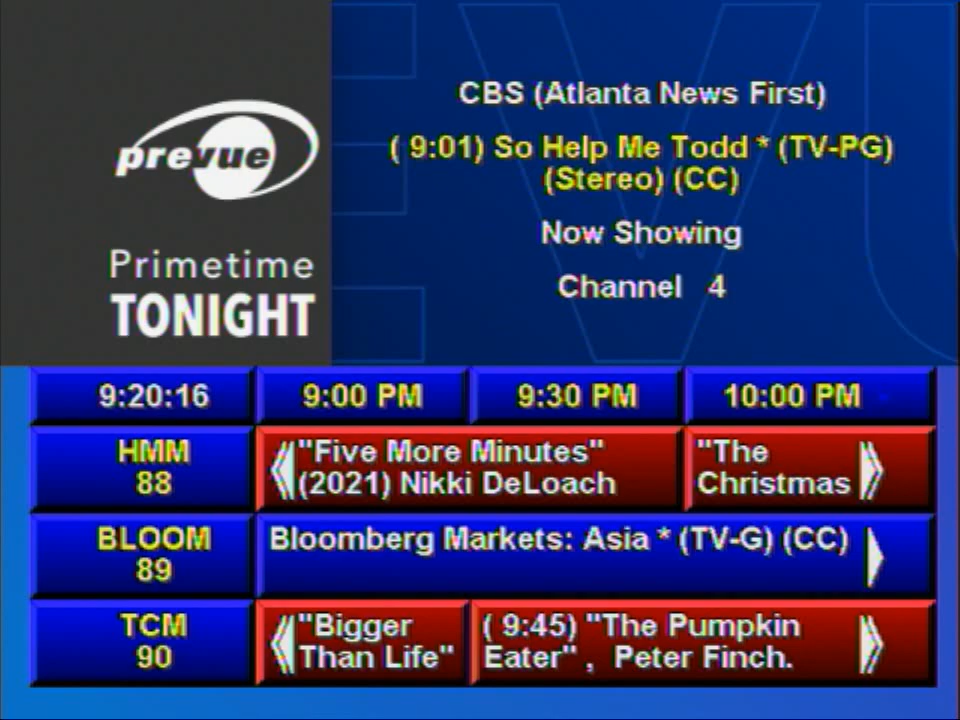 prevue
Primetime
TONIGHT
CBS (Atlanta News First)
( 9:01) So Help Me Todd * (TV-PG)
(Stereo) (CC)
Now Showing
Channel 4
9:20:16
9:00 PM
9:30 PM
10:00 PM
HMM
88
"Five More Minutes"
(2021) Nikki DeLoach
"The
Christmas
BLOOM
89
Bloomberg Markets: Asia * (TV-G) (CC)
TCM
90
"Bigger
Than Life"
( 9:45) "The Pumpkin
Eater" , Peter Finch.